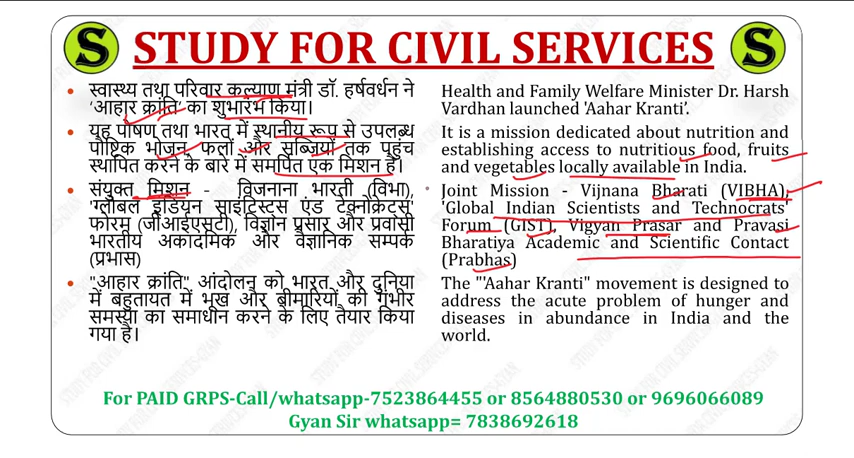 S STUDY FOR CIVIL SERVICES S
स्वास्थ्य तथा परिवार कल्याण मंत्री डॉ. हर्षवर्धन ने
'आहार क्रांति' का शुभारंभ किया।
यह पोषण तथा भारत में स्थानीय रूप से उपलब्ध
पौष्टिक भोजन, फलों और सब्जियों तक पहुंच
स्थापित करने के बारे में समर्पित एक मिशन है।
संयुक्त मिशन - विजनाना भारती (विभा),
'ग्लोबल इंडियन साइंटिस्टस एंड टेक्नोक्रेट्स'
फोरम (जीआईएसटी), विज्ञान प्रसार और प्रवासी
भारतीय अकादमिक और वैज्ञानिक सम्पर्क
(प्रभास)
"आहार क्रांति" आंदोलन को भारत और दुनिया
में बहुतायत में भूख और बीमारियों की गंभीर
समस्या का समाधान करने के लिए तैयार किया
गया है।
Health and Family Welfare Minister Dr. Harsh
Vardhan launched 'Aahar Kranti'.
It is a mission dedicated about nutrition and
establishing access to nutritious food, fruits
and vegetables locally available in India.
Joint Mission - Vijnana Bharati (VIBHA),
'Global Indian Scientists and Technocrats'
Forum (GIST), Vigyan Prasar and Pravasi
Bharatiya Academic and Scientific Contact
(Prabhas)
The "'Aahar Kranti" movement is designed to
address the acute problem of hunger and
diseases in abundance in India and the
world.
For PAID GRPS-Call/whatsapp-7523864455 or 8564880530 or 9696066089
Gyan Sir whatsapp= 7838692618